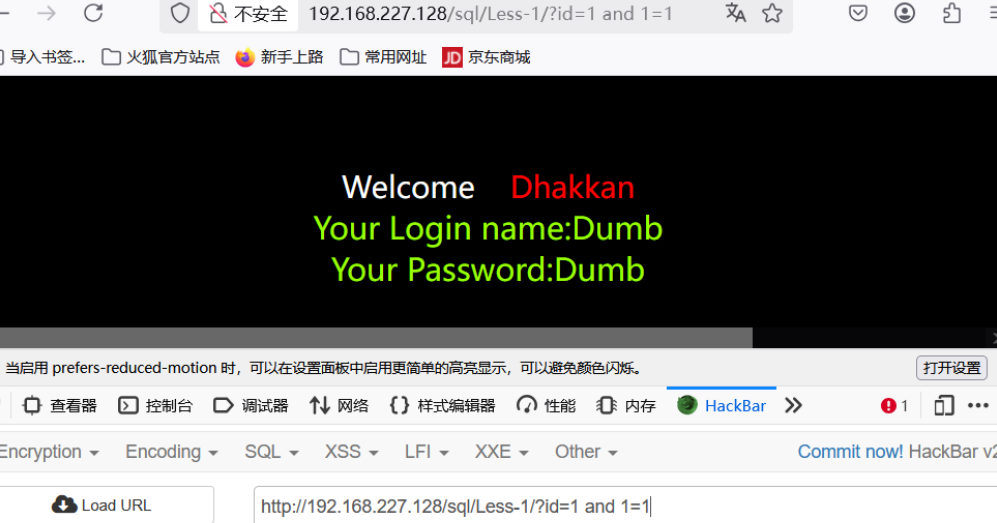 不安全 192.168.227.128/sql/Less-1/?id=1 and 1=1
导入书签... 火狐官方站点 新手上路 常用网址 JD 京东商城
Welcome Dhakkan
Your Login name:Dumb
Your Password:Dumb
当启用 prefers-reduced-motion 时，可以在设置面板中启用更简单的高亮显示，可以避免颜色闪烁。 打开设置
查看器 控制台 调试器 网络 样式编辑器 性能 内存 HackBar 1
Encryption Encoding SQL XSS LFI XXE Other Commit now! HackBar v2
Load URL http://192.168.227.128/sql/Less-1/?id=1 and 1=1